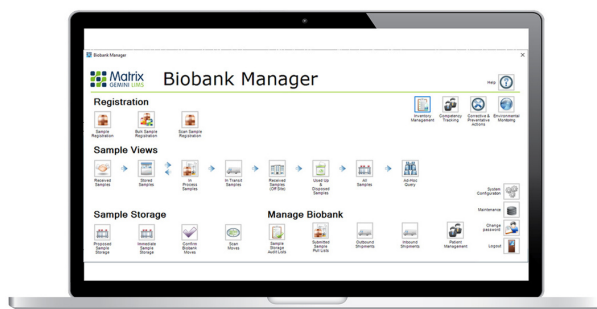 Biobank Manager
Matrix
GEMINI LIMS
Biobank Manager
Help
Registration
Sample
Registration
Bulk Sample
Registration
Scan Sample
Registration
Inventory
Management
Competency
Training
Corrective &
Preventative
Actions
Environmental
Monitoring
Sample Views
Received
Samples
Stored
Samples
In
Process
Samples
In Transit
Samples
Received
Samples
(Off Site)
Used Up
&
Disposed
Samples
All
Samples
Ad-Hoc
Query
System
Configuration
Maintenance
Change
password
Logout
Sample Storage
Proposed
Sample
Storage
Immediate
Sample
Storage
Confirm
Biobank
Moves
Scan
Moves
Manage Biobank
Sample
Storage
Audit Lists
Submitted
Sample
Pull Lists
Outbound
Shipments
Inbound
Shipments
Patient
Management